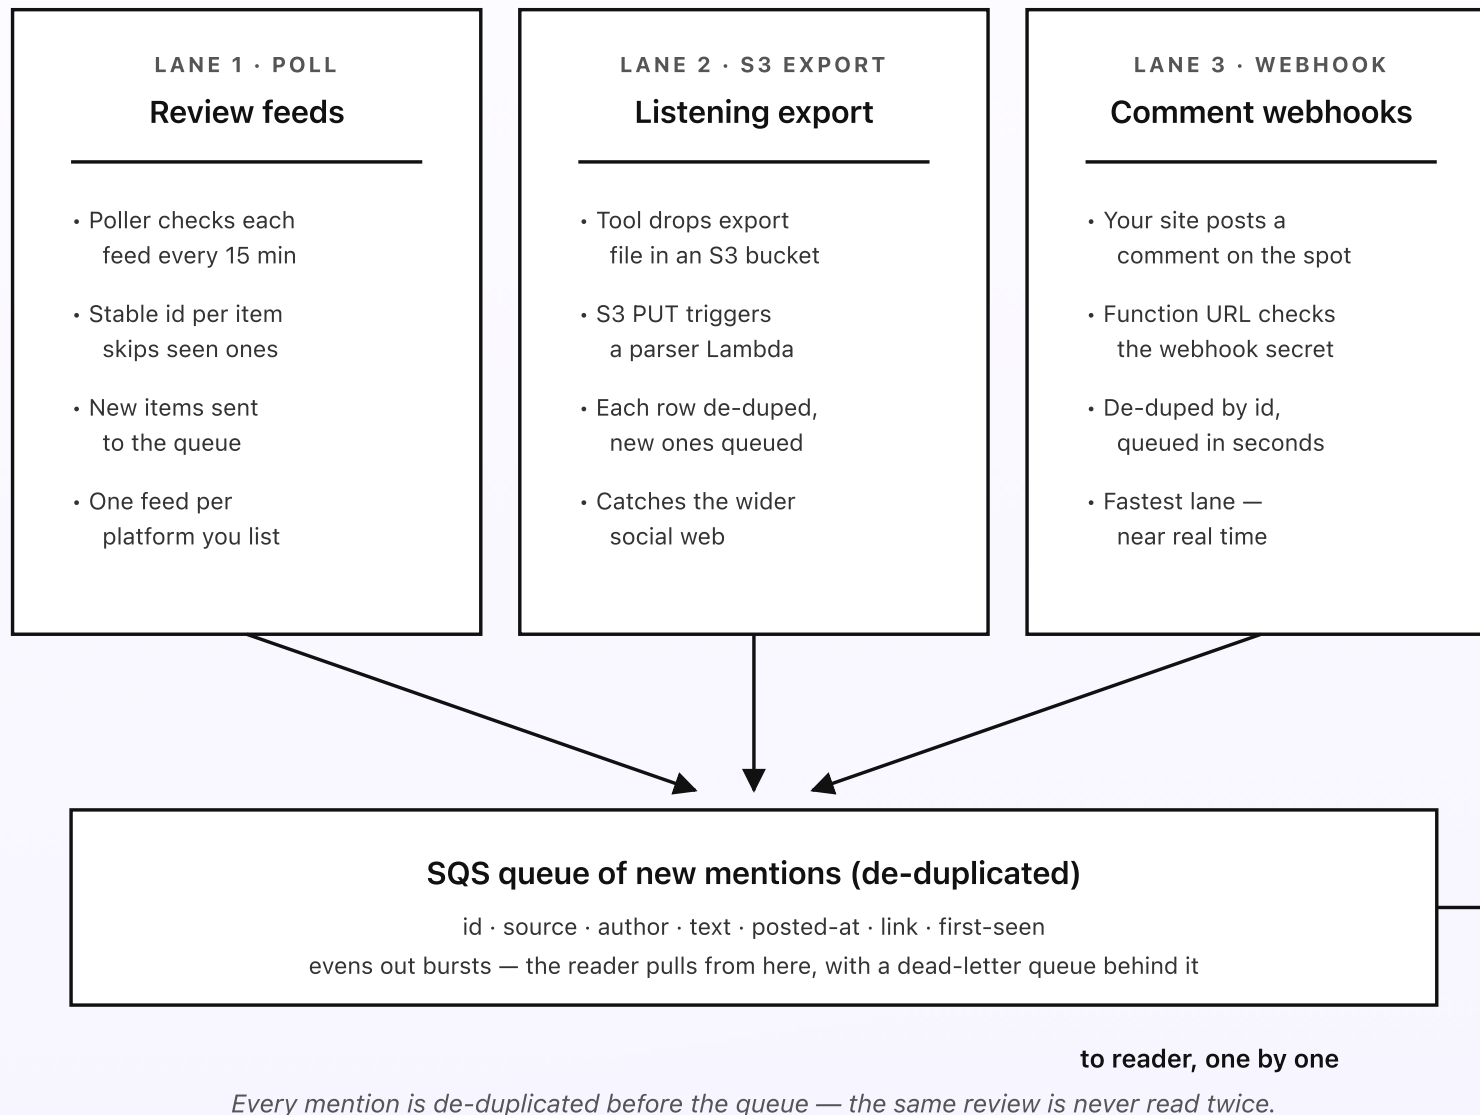 LANE 1 · POLL
Review feeds
• Poller checks each
feed every 15 min
• Stable id per item
skips seen ones
• New items sent
to the queue
• One feed per
platform you list
LANE 2 · S3 EXPORT
Listening export
• Tool drops export
file in an S3 bucket
• S3 PUT triggers
a parser Lambda
• Each row de-duped,
new ones queued
• Catches the wider
social web
LANE 3 · WEBHOOK
Comment webhooks
• Your site posts a
comment on the spot
• Function URL checks
the webhook secret
• De-duped by id,
queued in seconds
• Fastest lane —
near real time
SQS queue of new mentions (de-duplicated)
id · source · author · text · posted-at · link · first-seen
evens out bursts — the reader pulls from here, with a dead-letter queue behind it
to reader, one by one
Every mention is de-duplicated before the queue — the same review is never read twice.